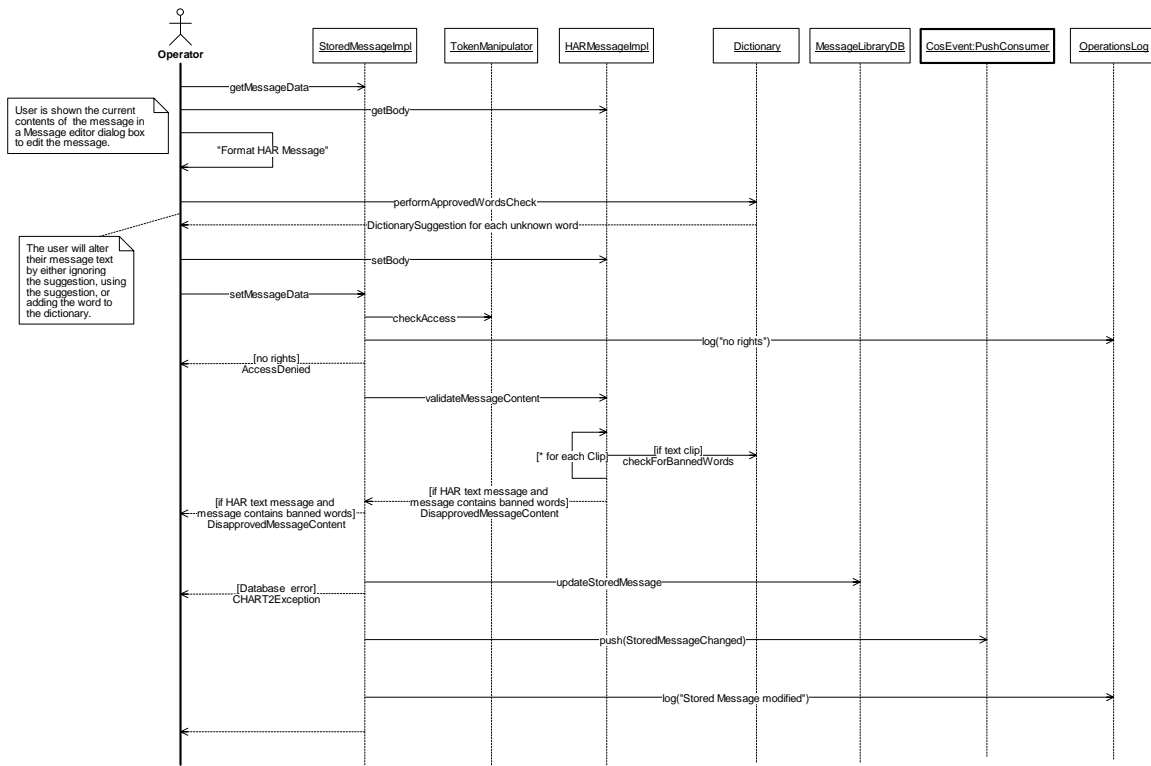 Operator
StoredMessageImpl
TokenManipulator
HARMessageImpl
Dictionary
MessageLibraryDB
CosEvent:PushConsumer
OperationsLog
getMessageData
User is shown the current
contents of the message in
a Message editor dialog box
to edit the message.
getBody
"Format HAR Message"
performApprovedWordsCheck
DictionarySuggestion for each unknown word
The user will alter
their message text
by either ignoring
the suggestion, using
the suggestion, or
adding the word to
the dictionary.
setBody
setMessageData
checkAccess
log("no rights")
[no rights]
AccessDenied
validateMessageContent
[* for each Clip]
[if text clip]
checkForBannedWords
[if HAR text message and
message contains banned words]
DisapprovedMessageContent
[if HAR text message and
message contains banned words]
DisapprovedMessageContent
updateStoredMessage
[Database error]
CHART2Exception
push(StoredMessageChanged)
log("Stored Message modified")